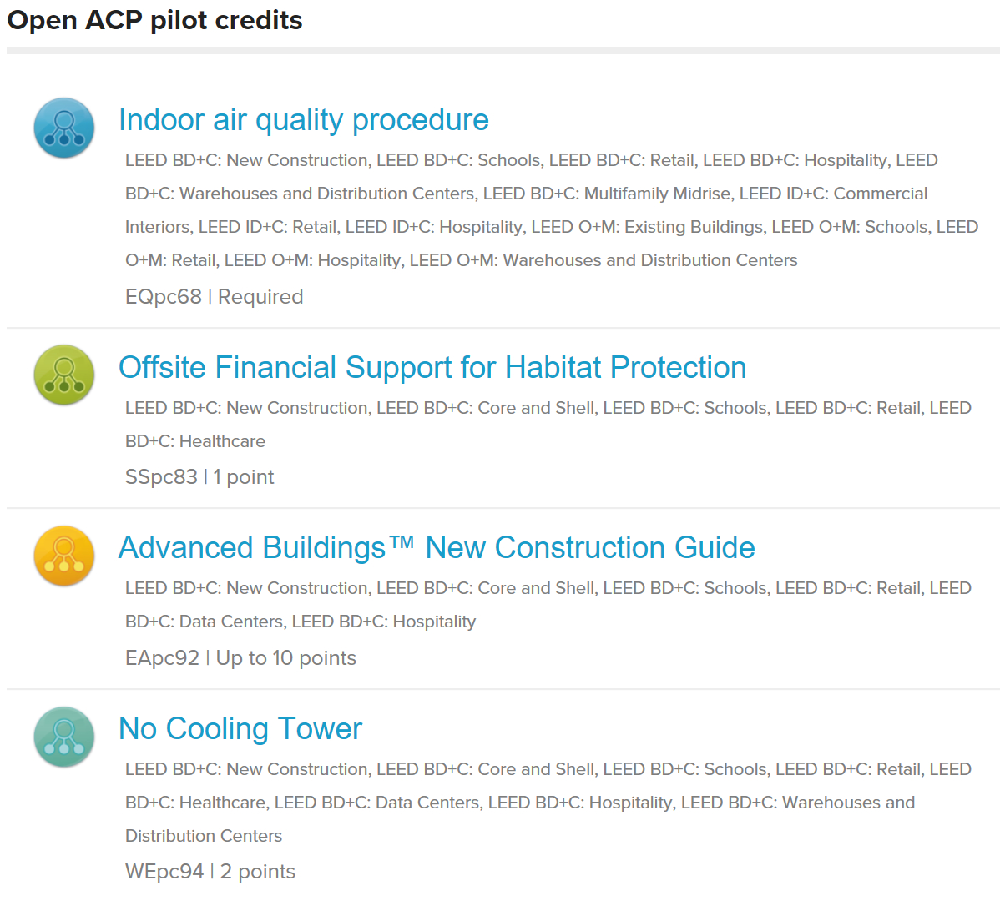 Open ACP pilot credits
Indoor air quality procedure
LEED BD+C: New Construction, LEED BD+C: Schools, LEED BD+C: Retail, LEED BD+C: Hospitality, LEED
BD+C: Warehouses and Distribution Centers, LEED BD+C: Multifamily Midrise, LEED ID+C: Commercial
Interiors, LEED ID+C: Retail, LEED ID+C: Hospitality, LEED O+M: Existing Buildings, LEED O+M: Schools, LEED
O+M: Retail, LEED O+M: Hospitality, LEED O+M: Warehouses and Distribution Centers
EQpc68 | Required
Offsite Financial Support for Habitat Protection
LEED BD+C: New Construction, LEED BD+C: Core and Shell, LEED BD+C: Schools, LEED BD+C: Retail, LEED
BD+C: Healthcare
SSpc83 | 1 point
Advanced Buildings™ New Construction Guide
LEED BD+C: New Construction, LEED BD+C: Core and Shell, LEED BD+C: Schools, LEED BD+C: Retail, LEED
BD+C: Data Centers, LEED BD+C: Hospitality
EApc92 | Up to 10 points
No Cooling Tower
LEED BD+C: New Construction, LEED BD+C: Core and Shell, LEED BD+C: Schools, LEED BD+C: Retail, LEED
BD+C: Healthcare, LEED BD+C: Data Centers, LEED BD+C: Hospitality, LEED BD+C: Warehouses and
Distribution Centers
WEpc94 | 2 points